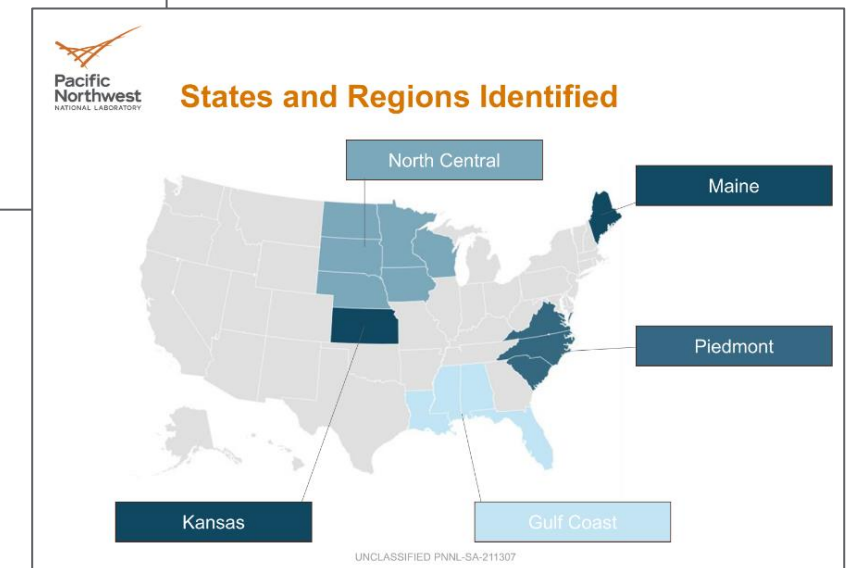 Pacific
Northwest
NATIONAL LABORATORY
States and Regions Identified
North Central
Maine
Piedmont
Kansas
Gulf Coast
UNCLASSIFIED PNNL-SA-211307